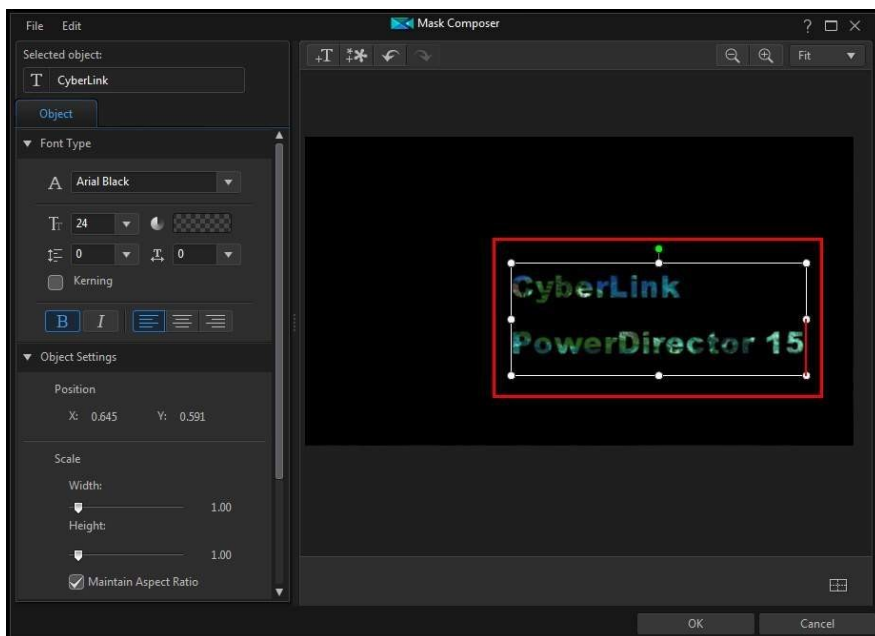 File Edit Mask Composer ?
Selected object:
T CyberLink
Object
Font Type
A Arial Black
TT 24
0 T 0
Kerning
B I
Object Settings
Position
X: 0.645 Y: 0.591
Scale
Width:
1.00
Height:
1.00
Maintain Aspect Ratio
+T Fit
CyberLink
PowerDirector 15
OK Cancel